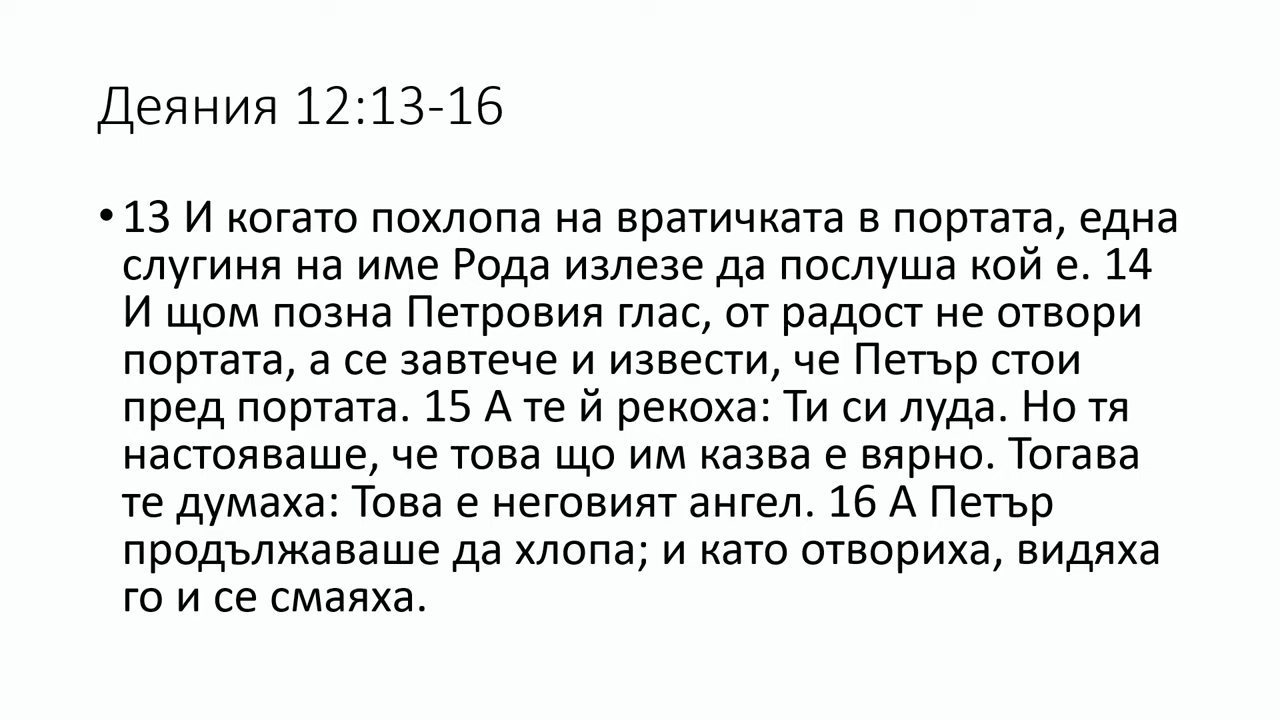 Деяния 12:13-16
• 13 И когато похлопа на вратичката в портата, една
слугиня на име Рода излезе да послуша кой е. 14
И щом позна Петровия глас, от радост не отвори
портата, а се завтече и извести, че Петър стои
пред портата. 15 А те й рекоха: Ти си луда. Но тя
настояваше, че това що им казва е вярно. Тогава
те думаха: Това е неговият ангел. 16 А Петър
продължаваше да хлопа; и като отвориха, видяха
го и се смаяха.